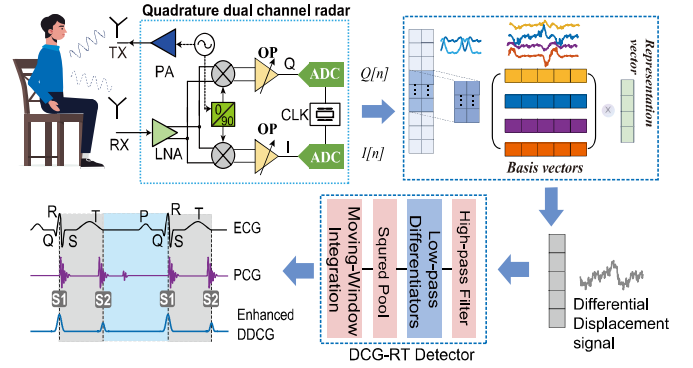 Quadrature dual channel radar
TX
PA
OP
Q
ADC
0
/90
CLK
RX
LNA
OP
I
ADC
Q[n]
I[n]
Basis vectors
Representation
vector
Differential
Displacement
signal
High-pass Filter
Low-pass
Differentiators
Squred Pool
Moving-Window
Integration
DCG-RT Detector
R
T
P
R
T
Q
S
Q
S
ECG
PCG
S1
S2
S1
S2
Enhanced
DDCG